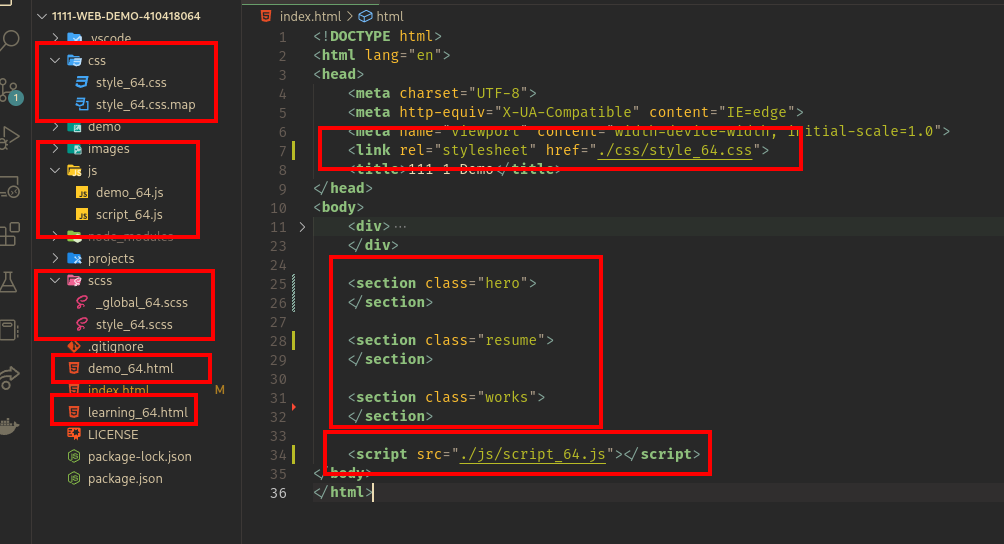 1111-WEB-DEMO-410418064
.vscode
css
style_64.css
style_64.css.map
demo
images
js
demo_64.js
script_64.js
node_modules
projects
scss
_global_64.scss
style_64.scss
.gitignore
demo_64.html
index.html M
learning_64.html
LICENSE
package-lock.json
package.json
1
index.html > html
1 <!DOCTYPE html>
2 <html lang="en">
3 <head>
4 <meta charset="UTF-8">
5 <meta http-equiv="X-UA-Compatible" content="IE=edge">
6 <meta name="viewport" content="width=device-width, initial-scale=1.0">
7 <link rel="stylesheet" href="./css/style_64.css">
8 <title>111-1 Demo</title>
9 </head>
10 <body>
11 <div>…
23 </div>
24
25 <section class="hero">
26 </section>
27
28 <section class="resume">
29 </section>
30
31 <section class="works">
32 </section>
33
34 <script src="./js/script_64.js"></script>
35 </body>
36 </html>